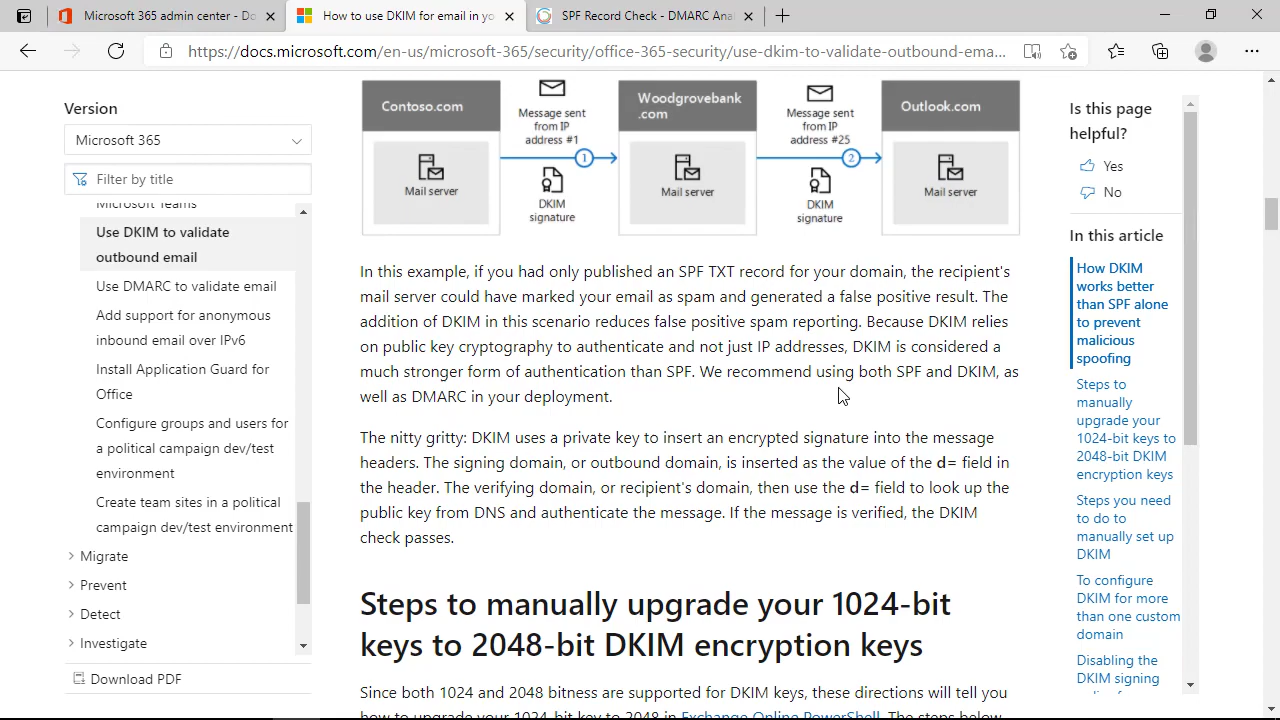 Microsoft 365 admin center - Do
How to use DKIM for email in yo
SPF Record Check - DMARC Ana
https://docs.microsoft.com/en-us/microsoft-365/security/office-365-security/use-dkim-to-validate-outbound-ema...
Version
Microsoft 365
Filter by title
Microsoft Teams
Use DKIM to validate
outbound email
Use DMARC to validate email
Add support for anonymous
inbound email over IPv6
Install Application Guard for
Office
Configure groups and users for
a political campaign dev/test
environment
Create team sites in a political
campaign dev/test environment
Migrate
Prevent
Detect
Investigate
Download PDF
Contoso.com
Mail server
Message sent
from IP
address #1
1
DKIM
signature
Woodgrovebank
.com
Mail server
Message sent
from IP
address #25
2
DKIM
signature
Outlook.com
Mail server
In this example, if you had only published an SPF TXT record for your domain, the recipient's
mail server could have marked your email as spam and generated a false positive result. The
addition of DKIM in this scenario reduces false positive spam reporting. Because DKIM relies
on public key cryptography to authenticate and not just IP addresses, DKIM is considered a
much stronger form of authentication than SPF. We recommend using both SPF and DKIM, as
well as DMARC in your deployment.
The nitty gritty: DKIM uses a private key to insert an encrypted signature into the message
headers. The signing domain, or outbound domain, is inserted as the value of the d= field in
the header. The verifying domain, or recipient's domain, then use the d= field to look up the
public key from DNS and authenticate the message. If the message is verified, the DKIM
check passes.
Steps to manually upgrade your 1024-bit
keys to 2048-bit DKIM encryption keys
Since both 1024 and 2048 bitness are supported for DKIM keys, these directions will tell you
how to upgrade your 1024-bit key to 2048 in Exchange Online PowerShell. The steps below
Is this page
helpful?
Yes
No
In this article
How DKIM
works better
than SPF alone
to prevent
malicious
spoofing
Steps to
manually
upgrade your
1024-bit keys to
2048-bit DKIM
encryption keys
Steps you need
to do to
manually set up
DKIM
To configure
DKIM for more
than one custom
domain
Disabling the
DKIM signing
policy for a